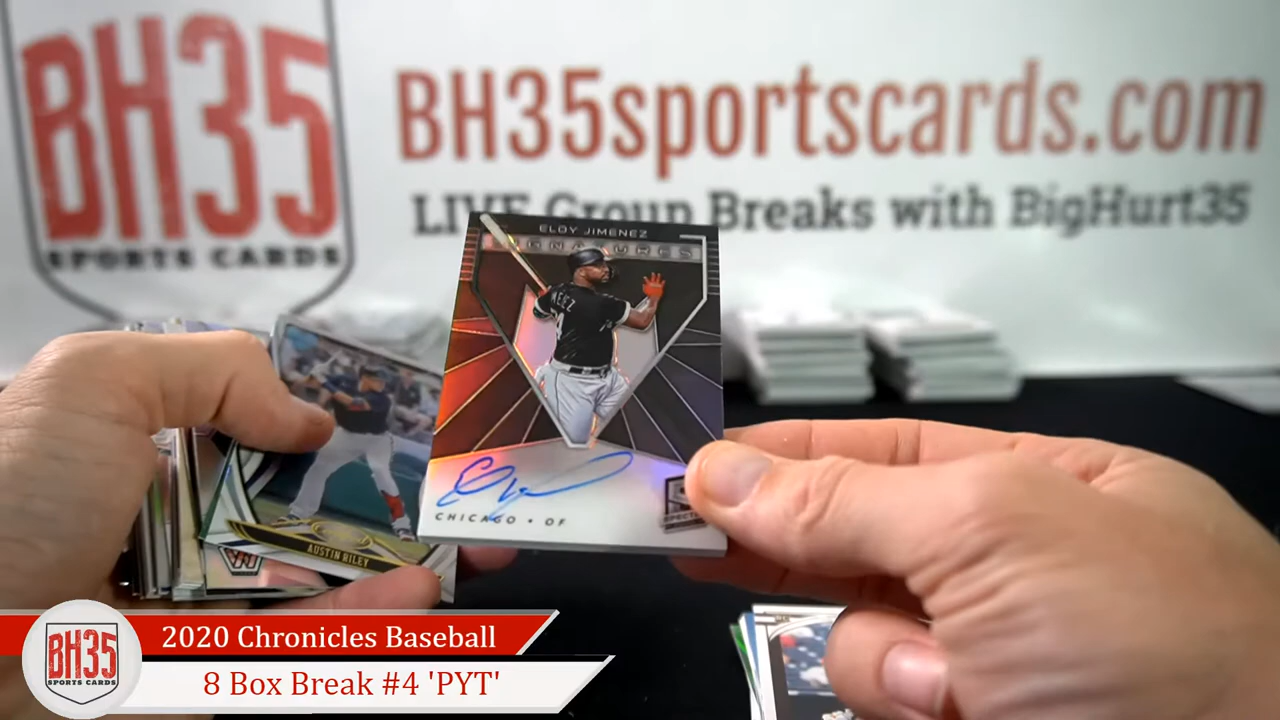 BH35
SPORTS CARDS
BH35sportscards.com
LIVE Group Breaks with BigHurt35
ELOY JIMENEZ
SIGNATURES
CHICAGO • OF
AUSTIN RILEY
BH35
SPORTS CARDS
2020 Chronicles Baseball
8 Box Break #4 'PYT'